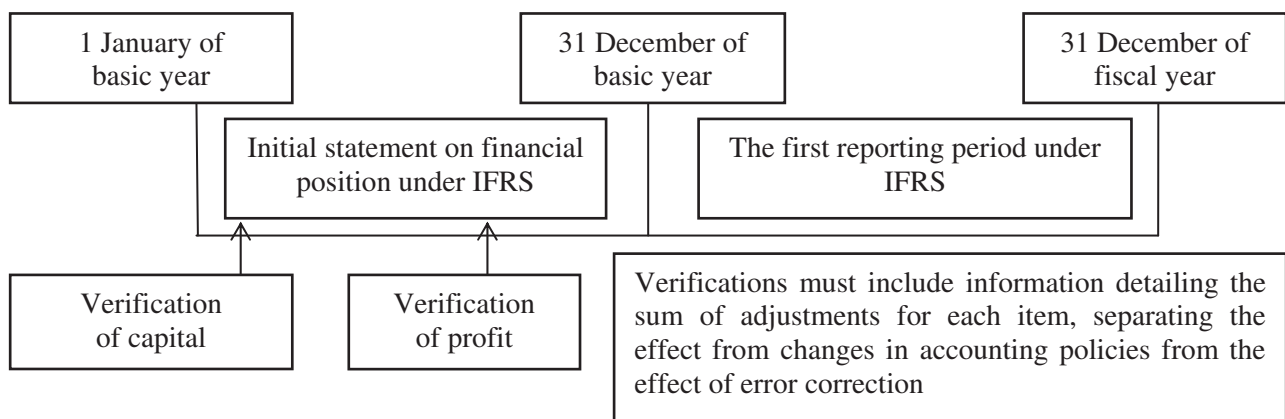 1 January of
basic year
31 December of
basic year
31 December of
fiscal year
Initial statement on financial
position under IFRS
The first reporting period under
IFRS
Verification
of capital
Verification
of profit
Verifications must include information detailing the
sum of adjustments for each item, separating the
effect from changes in accounting policies from the
effect of error correction